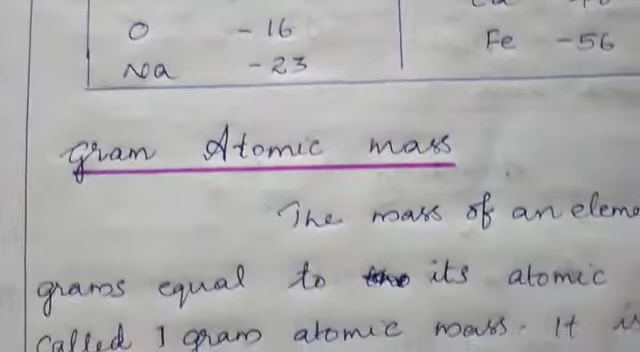 O - 16
Fe - 56
Na - 23
Gram Atomic mass
The mass of an eleme
grams equal to its atomic
called 1 gram atomic mass. It is